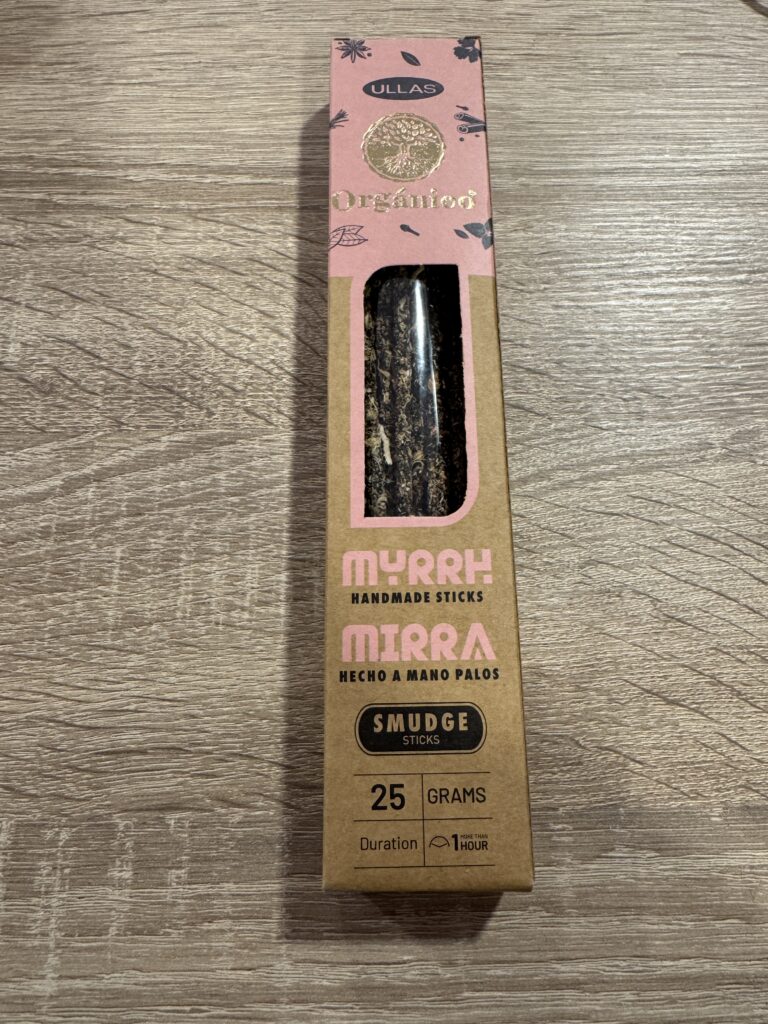 ULLAS
Orgánico
MYRRH
HANDMADE STICKS
MIRRA
HECHO A MANO PALOS
SMUDGE
STICKS
25 GRAMS
Duration 1 MORE THAN HOUR